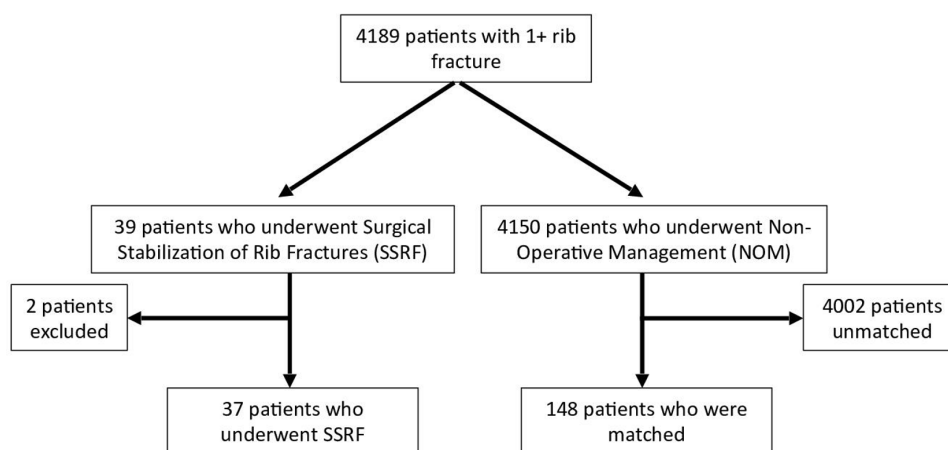 4189 patients with 1+ rib
fracture
39 patients who underwent Surgical
Stabilization of Rib Fractures (SSRF)
4150 patients who underwent Non-
Operative Management (NOM)
2 patients
excluded
4002 patients
unmatched
37 patients who
underwent SSRF
148 patients who were
matched